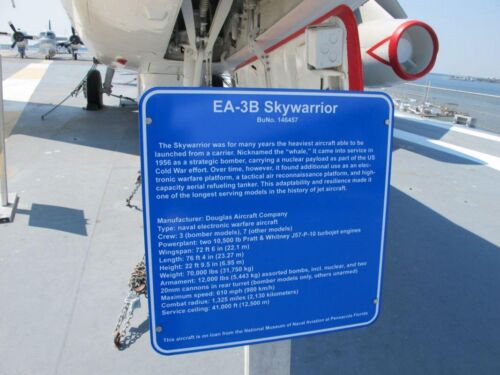 EA-3B Skywarrior
BuNo. 146457
The Skywarrior was for many years the heaviest aircraft able to be
launched from a carrier. Nicknamed the "whale," it came into service in
1956 as a strategic bomber, carrying a nuclear payload as part of the US
Cold War effort. Over time, however, it found additional use as an elec-
tronic warfare platform, a tactical air reconnaissance platform, and high-
capacity aerial refueling tanker. This adaptability and resilience made it
one of the longest serving models in the history of jet aircraft.
Manufacturer: Douglas Aircraft Company
Type: naval electronic warfare aircraft
Crew: 3 (bomber models), 7 (other models)
Powerplant: two 10,500 lb Pratt & Whitney J57-P-10 turbojet engines
Wingspan: 72 ft 6 in (22.1 m)
Length: 76 ft 4 in (23.27 m)
Height: 22 ft 9.5 in (6.95 m)
Weight: 70,000 lbs (31,750 kg)
Armament: 12,000 lbs (5,443 kg) assorted bombs, incl, nuclear, and two
20mm cannons in rear turret (bomber models only, others unarmed)
Maximum speed: 610 mph (980 km/h)
Combat radius: 1,325 miles (2,130 kilometers)
Service ceiling: 41,000 ft (12,500 m)
This aircraft is on loan from the National Museum of Naval Aviation at Pensacola Florida